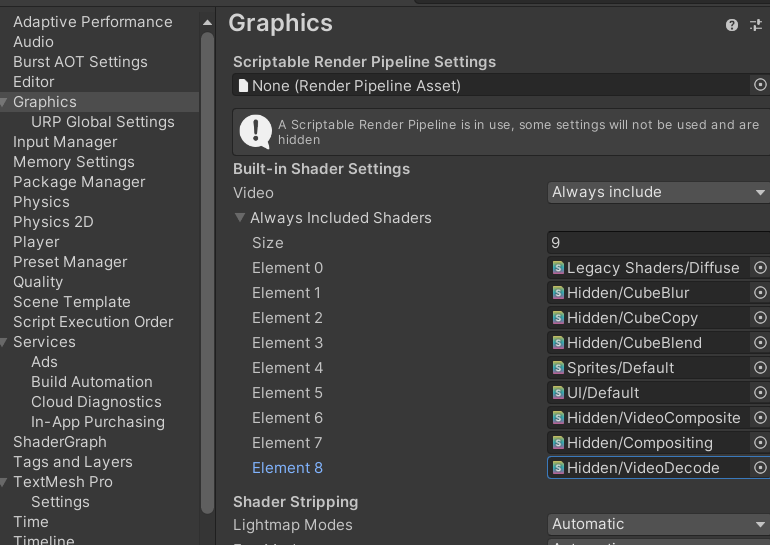 Adaptive Performance
Audio
Burst AOT Settings
Editor
Graphics
URP Global Settings
Input Manager
Memory Settings
Package Manager
Physics
Physics 2D
Player
Preset Manager
Quality
Scene Template
Script Execution Order
Services
Ads
Build Automation
Cloud Diagnostics
In-App Purchasing
ShaderGraph
Tags and Layers
TextMesh Pro
Settings
Time
Timeline
Graphics
Scriptable Render Pipeline Settings
None (Render Pipeline Asset)
A Scriptable Render Pipeline is in use, some settings will not be used and are
hidden
Built-in Shader Settings
Video Always include
Always Included Shaders
Size 9
Element 0 Legacy Shaders/Diffuse
Element 1 Hidden/CubeBlur
Element 2 Hidden/CubeCopy
Element 3 Hidden/CubeBlend
Element 4 Sprites/Default
Element 5 UI/Default
Element 6 Hidden/VideoComposite
Element 7 Hidden/Compositing
Element 8 Hidden/VideoDecode
Shader Stripping
Lightmap Modes Automatic